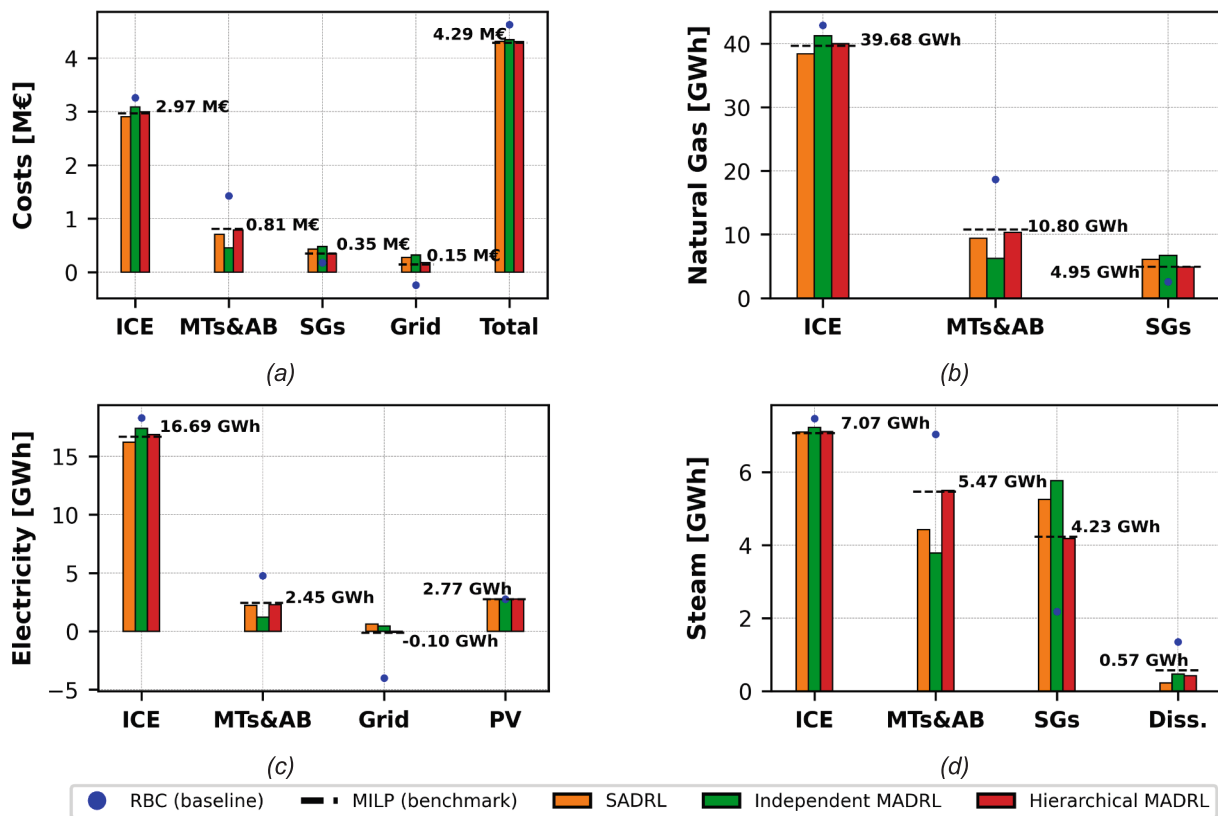 Costs [M€]
4
3
2
1
0
2.97 M€
0.81 M€
0.35 M€
0.15 M€
4.29 M€
ICE MTs&AB SGs Grid Total
(a)
Natural Gas [GWh]
40
30
20
10
0
39.68 GWh
10.80 GWh
4.95 GWh
ICE MTs&AB SGs
(b)
Electricity [GWh]
15
10
5
0
−5
16.69 GWh
2.45 GWh
-0.10 GWh
2.77 GWh
ICE MTs&AB Grid PV
(c)
Steam [GWh]
6
4
2
0
7.07 GWh
5.47 GWh
4.23 GWh
0.57 GWh
ICE MTs&AB SGs Diss.
(d)
RBC (baseline) MILP (benchmark) SADRL Independent MADRL Hierarchical MADRL